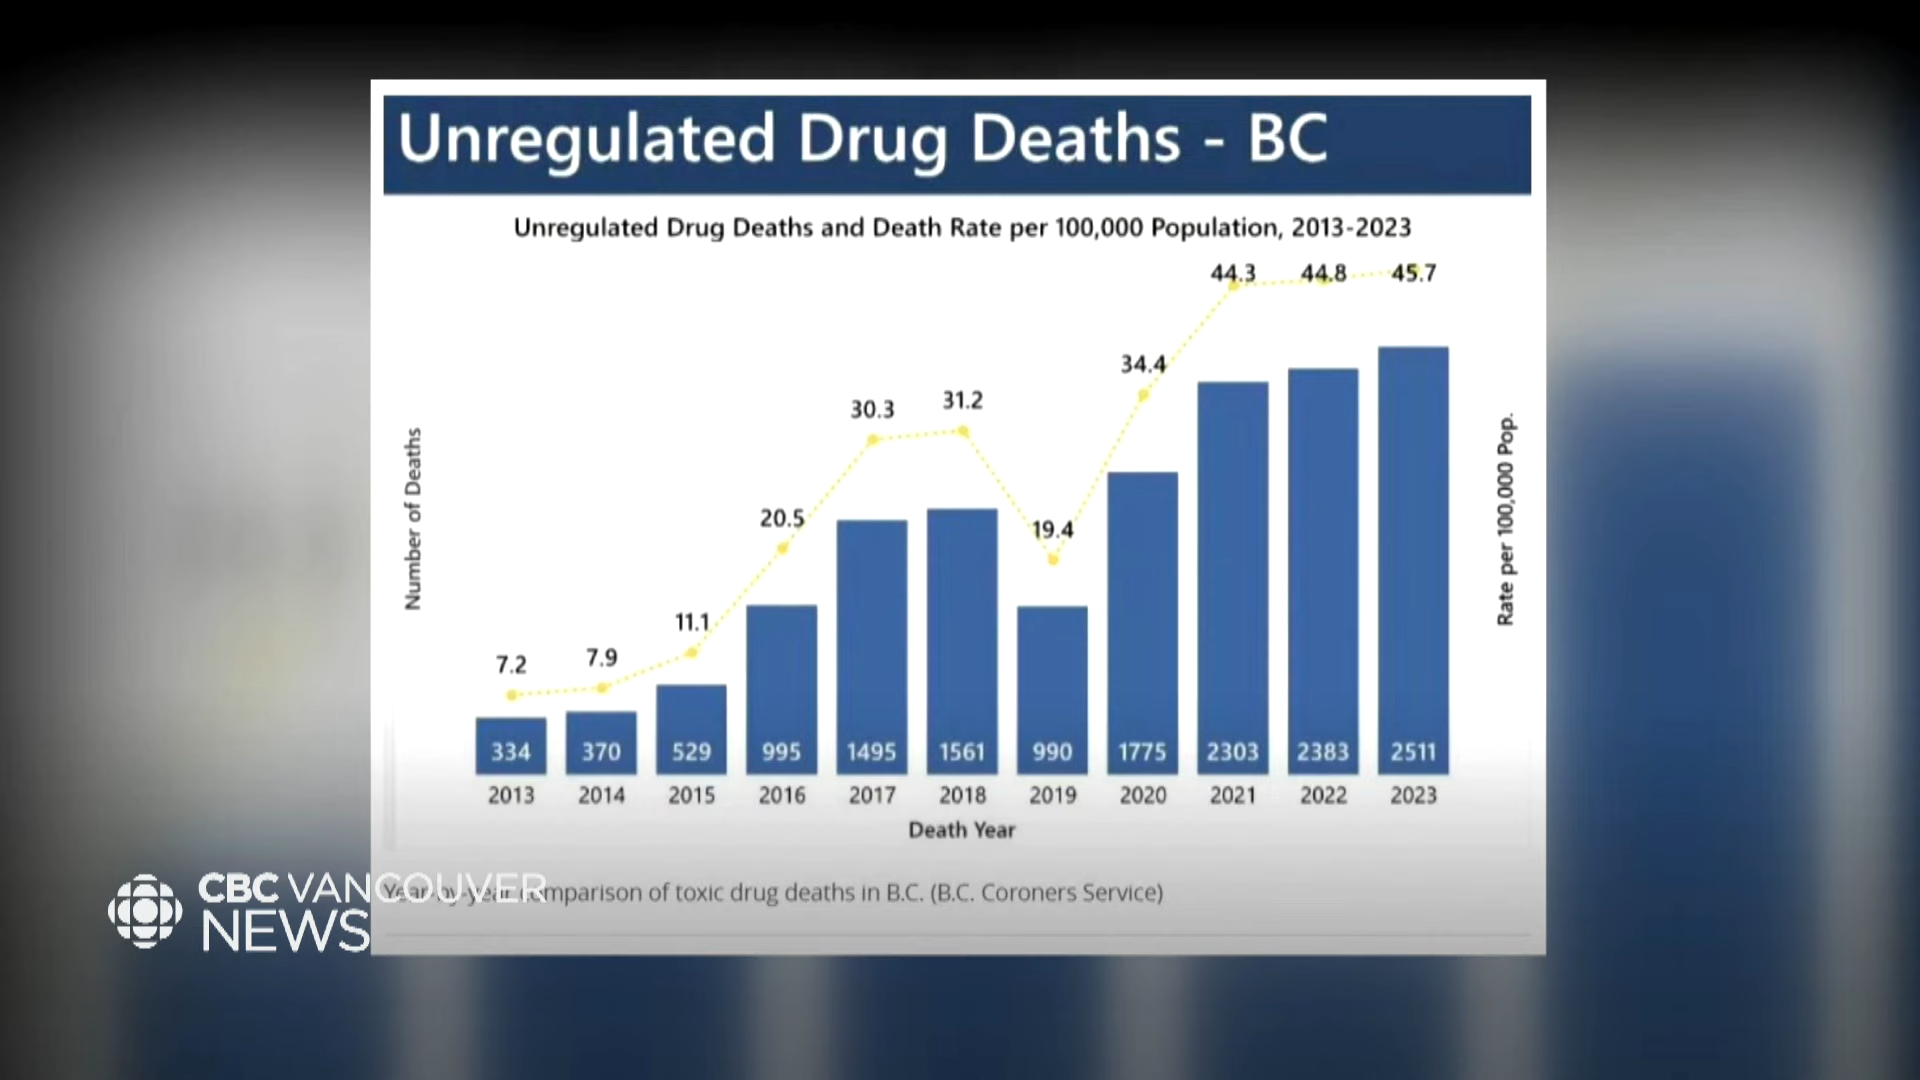 Unregulated Drug Deaths - BC
Unregulated Drug Deaths and Death Rate per 100,000 Population, 2013-2023
44.3 44.8 45.7
34.4
31.2
30.3
19.4
20.5
11.1
7.9
7.2
Number of Deaths
Rate per 100,000 Pop.
334 370 529 995 1495 1561 990 1775 2303 2383 2511
2013 2014 2015 2016 2017 2018 2019 2020 2021 2022 2023
Death Year
Year-by-year comparison of toxic drug deaths in B.C. (B.C. Coroners Service)
CBC VANCOUVER
NEWS